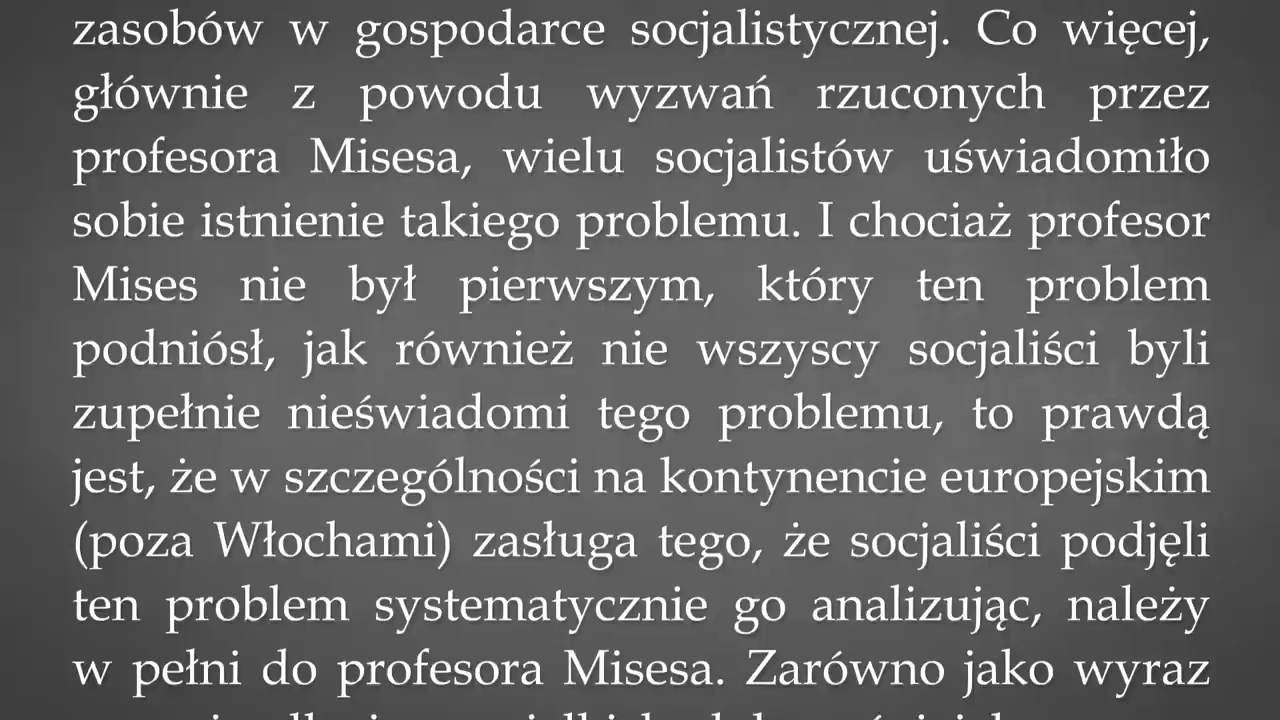 zasobów w gospodarce socjalistycznej. Co więcej,
głównie z powodu wyzwań rzuconych przez
profesora Misesa, wielu socjalistów uświadomiło
sobie istnienie takiego problemu. I chociaż profesor
Mises nie był pierwszym, który ten problem
podniósł, jak również nie wszyscy socjaliści byli
zupełnie nieświadomi tego problemu, to prawdą
jest, że w szczególności na kontynencie europejskim
(poza Włochami) zasługa tego, że socjaliści podjęli
ten problem systematycznie go analizując, należy
w pełni do profesora Misesa. Zarówno jako wyraz